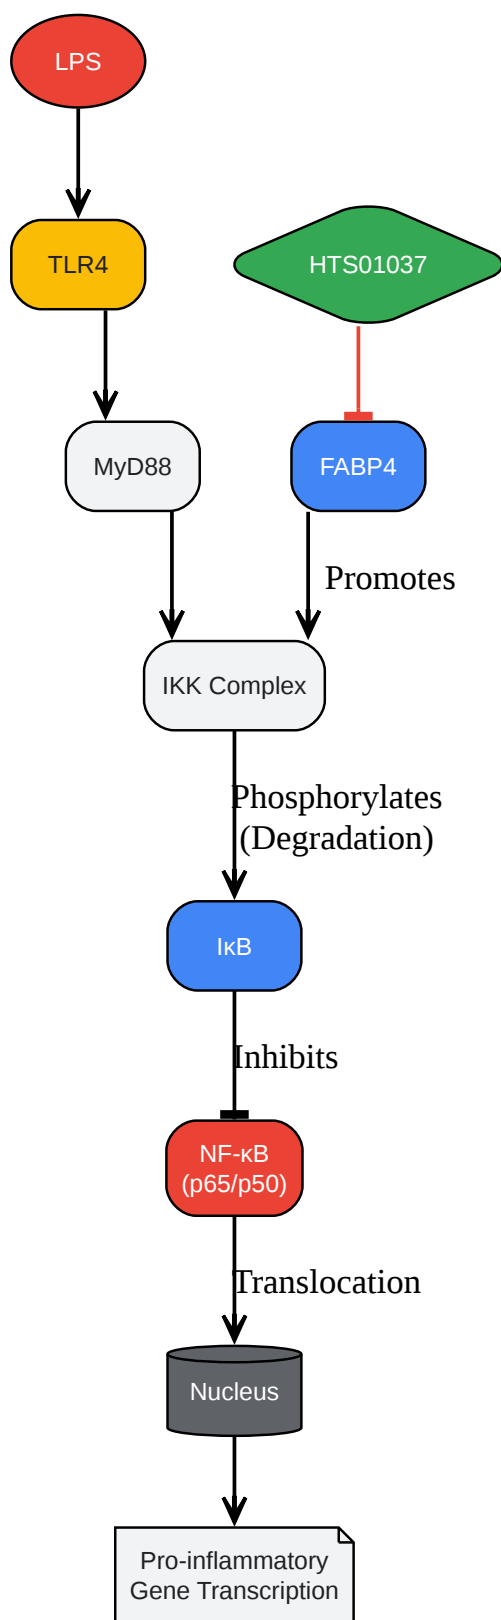 LPS
TLR4
HTS01037
MyD88
FABP4
Promotes
IKK Complex
Phosphorylates
(Degradation)
IκB
Inhibits
NF-κB
(p65/p50)
Translocation
Nucleus
Pro-inflammatory
Gene Transcription